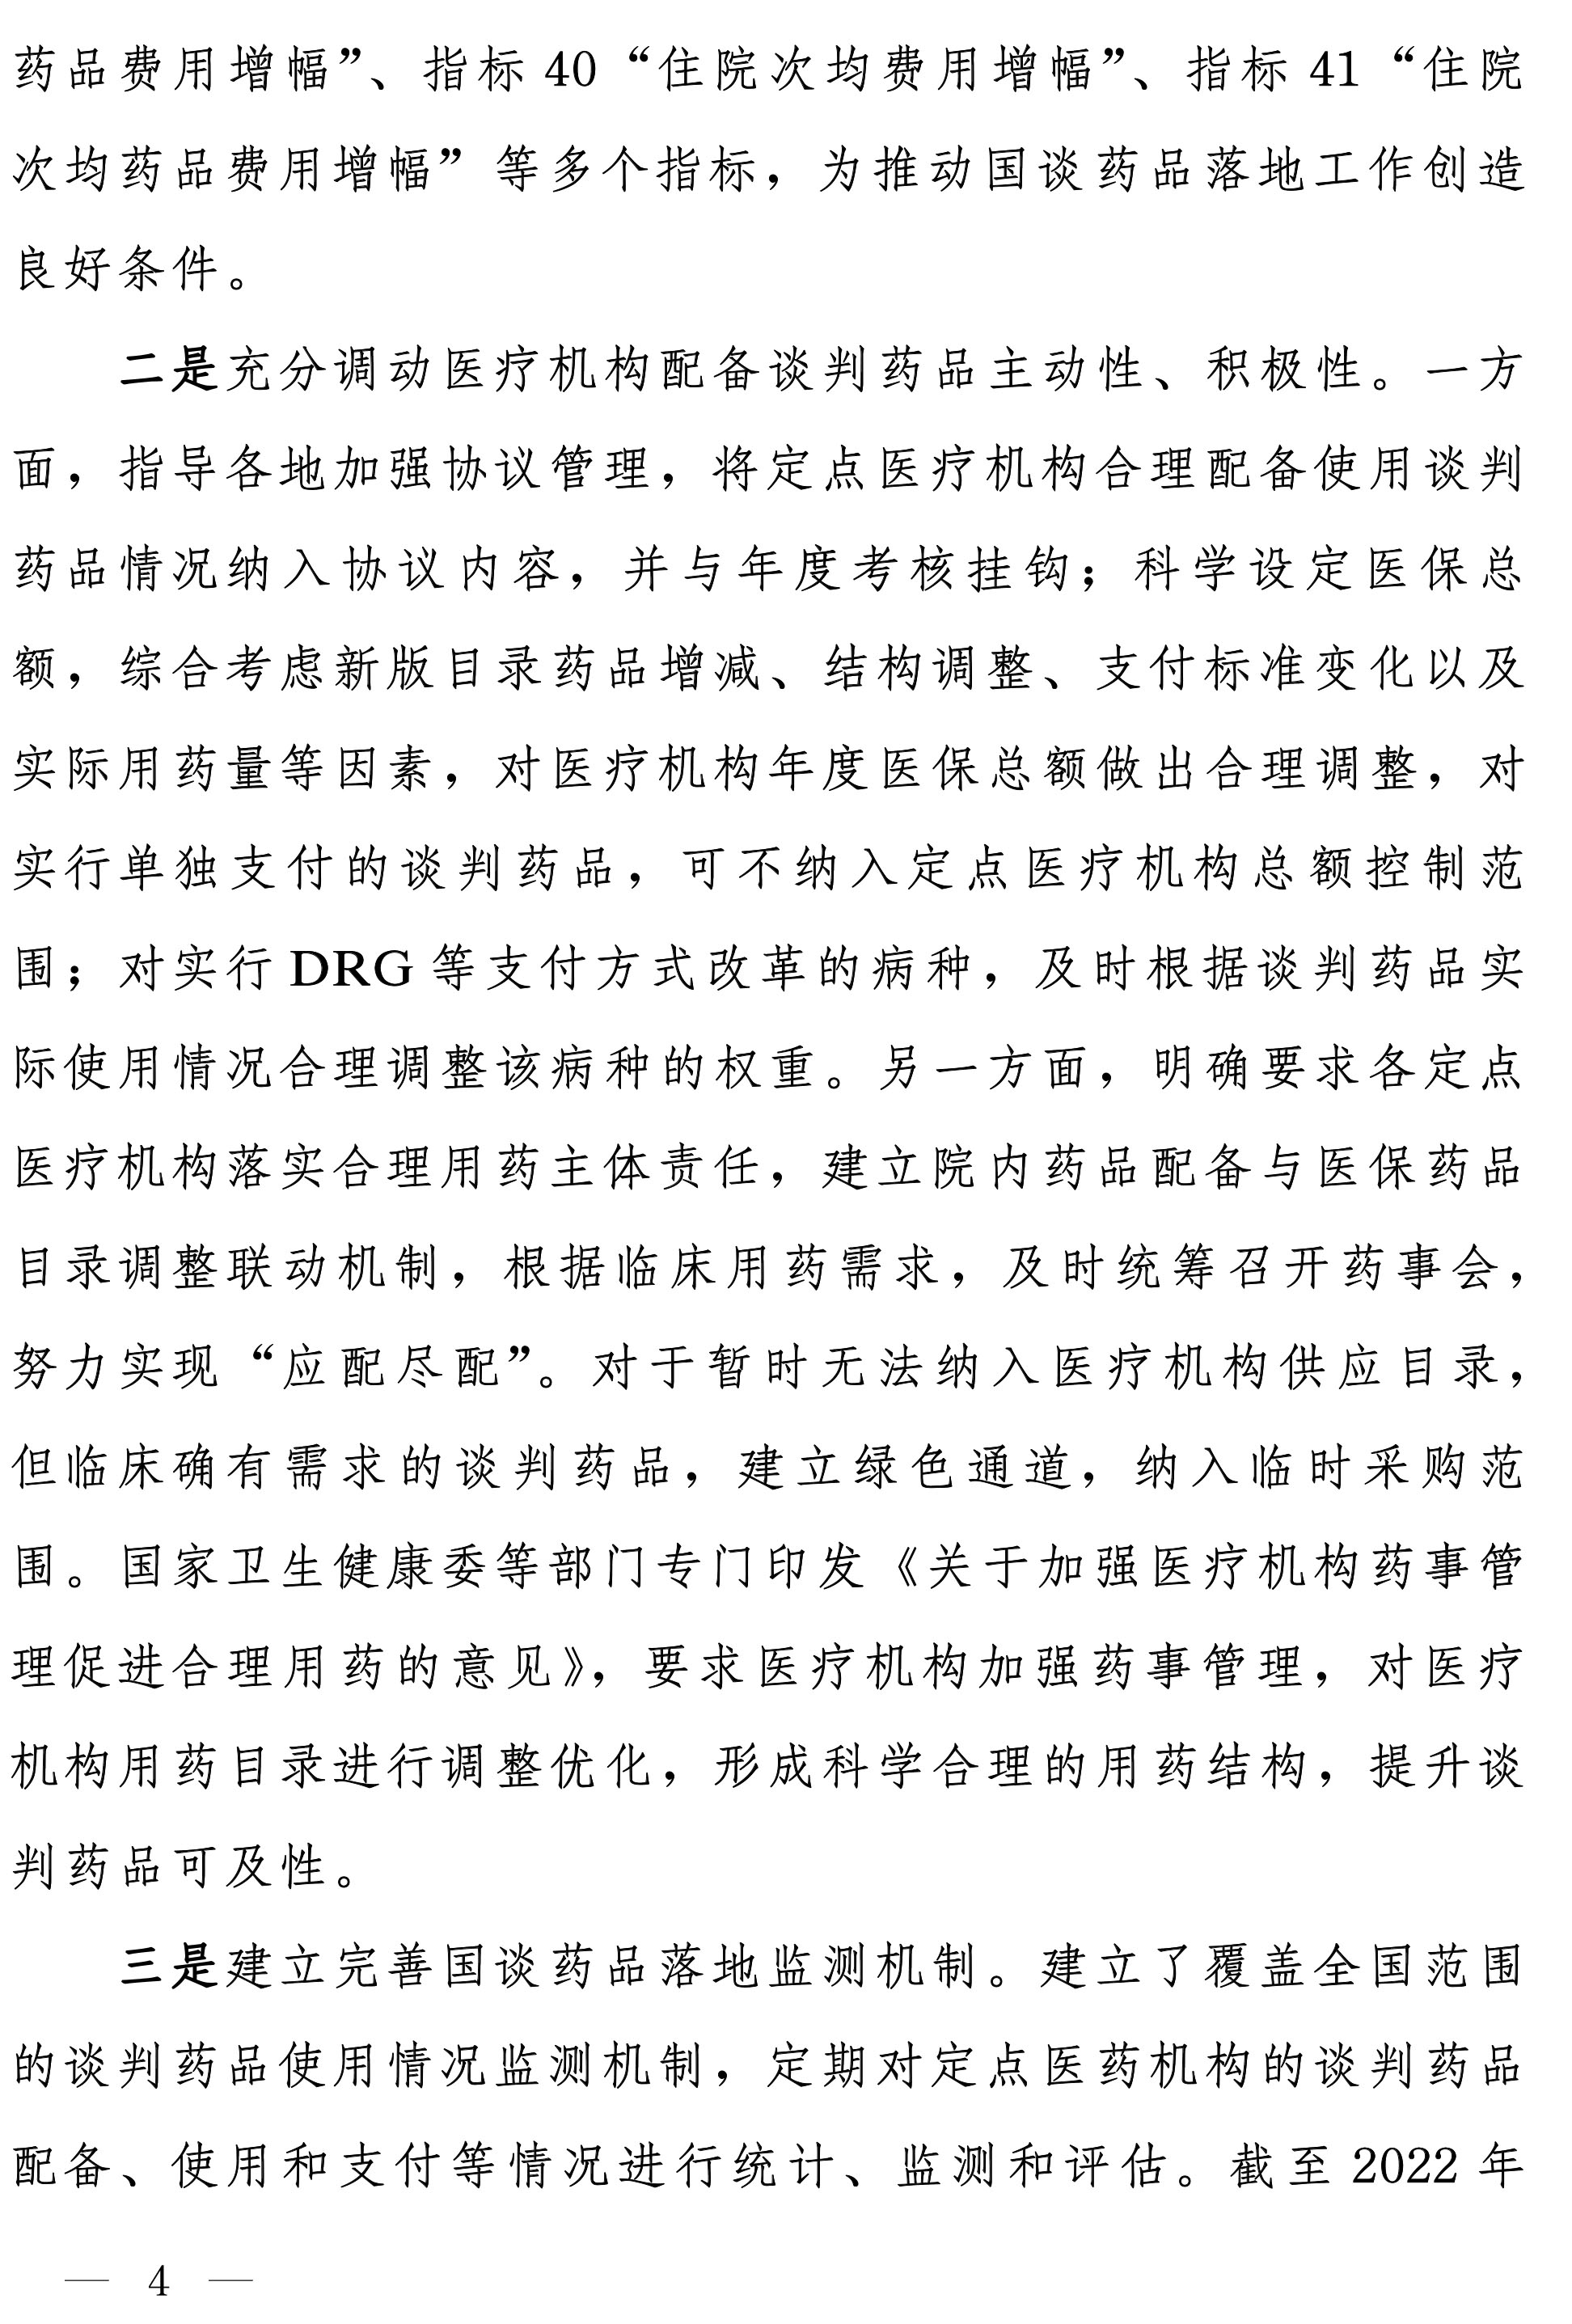 药品费用增幅”、指标 40 “住院次均费用增幅”、指标 41 “住院
次均药品费用增幅” 等多个指标，为推动国谈药品落地工作创造
良好条件。
二是充分调动医疗机构配备谈判药品主动性、积极性。一方
面，指导各地加强协议管理，将定点医疗机构合理配备使用谈判
药品情况纳入协议内容，并与年度考核挂钩；科学设定医保总
额，综合考虑新版目录药品增减、结构调整、支付标准变化以及
实际用药量等因素，对医疗机构年度医保总额做出合理调整，对
实行单独支付的谈判药品，可不纳入定点医疗机构总额控制范
围；对实行 DRG 等支付方式改革的病种，及时根据谈判药品实
际使用情况合理调整该病种的权重。另一方面，明确要求各定点
医疗机构落实合理用药主体责任，建立院内药品配备与医保药品
目录调整联动机制，根据临床用药需求，及时统筹召开药事会，
努力实现 “应配尽配”。对于暂时无法纳入医疗机构供应目录，
但临床确有需求的谈判药品，建立绿色通道，纳入临时采购范
围。国家卫生健康委等部门专门印发《关于加强医疗机构药事管
理促进合理用药的意见》，要求医疗机构加强药事管理，对医疗
机构用药目录进行调整优化，形成科学合理的用药结构，提升谈
判药品可及性。
三是建立完善国谈药品落地监测机制。建立了覆盖全国范围
的谈判药品使用情况监测机制，定期对定点医药机构的谈判药品
配备、使用和支付等情况进行统计、监测和评估。截至 2022 年
— 4 —